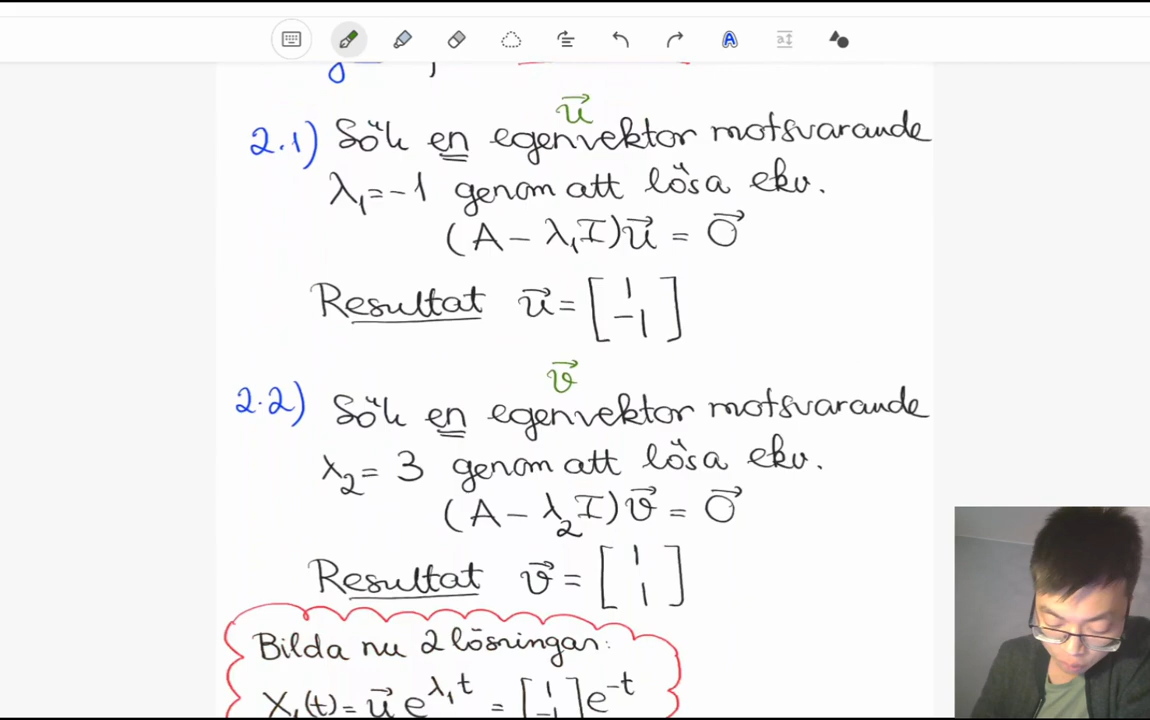 2.1) Sök en egenvektor u⃗ motsvarande
λ₁=-1 genom att lösa ekv.
(A - λ₁I)u⃗ = 0⃗
Resultat u⃗ = [1 -1]
2.2) Sök en egenvektor v⃗ motsvarande
λ₂= 3 genom att lösa ekv.
(A - λ₂I)v⃗ = 0⃗
Resultat v⃗ = [1 1]
Bilda nu 2 lösningar:
X₁(t) = u⃗ e^λ₁t = [1 -1]e^-t